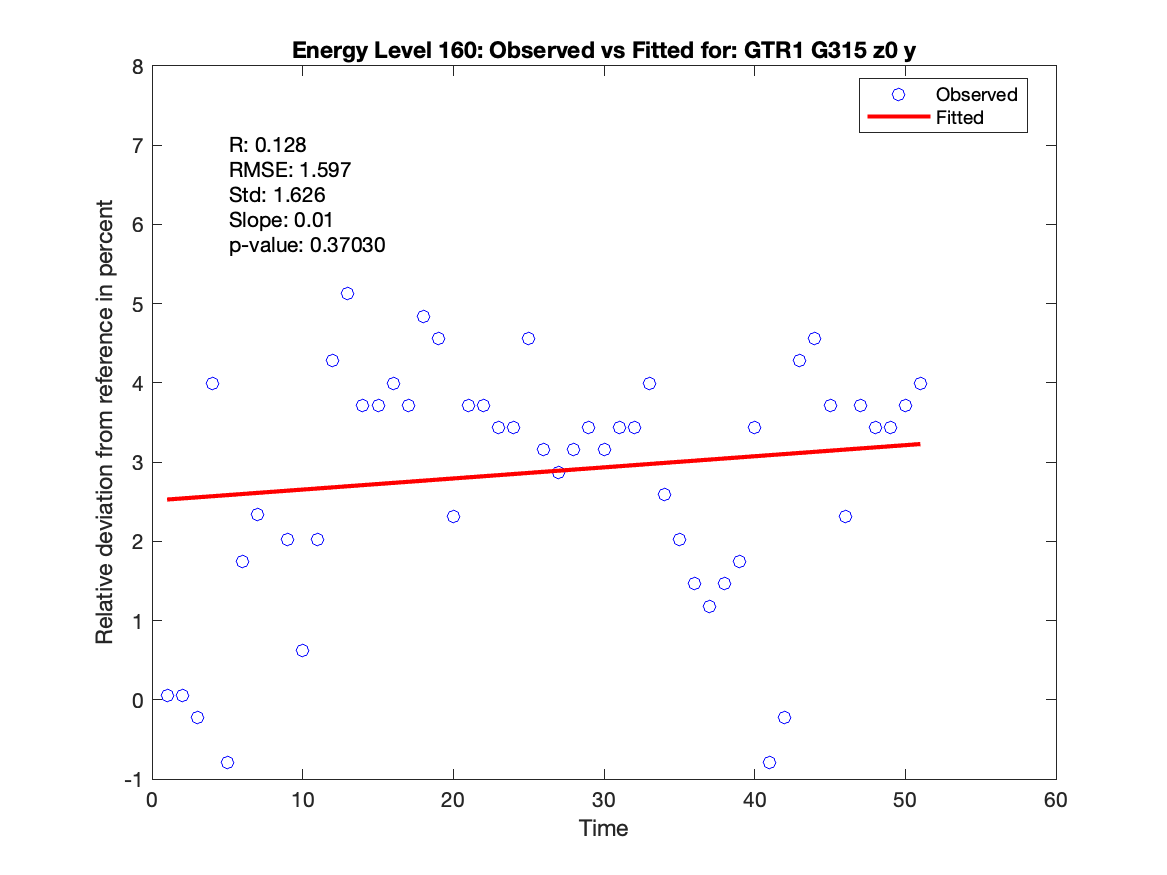 Energy Level 160: Observed vs Fitted for: GTR1 G315 z0 y
8
7
6
5
4
3
2
1
0
-1
Relative deviation from reference in percent
R: 0.128
RMSE: 1.597
Std: 1.626
Slope: 0.01
p-value: 0.37030
Observed
Fitted
0
10
20
30
40
50
60
Time